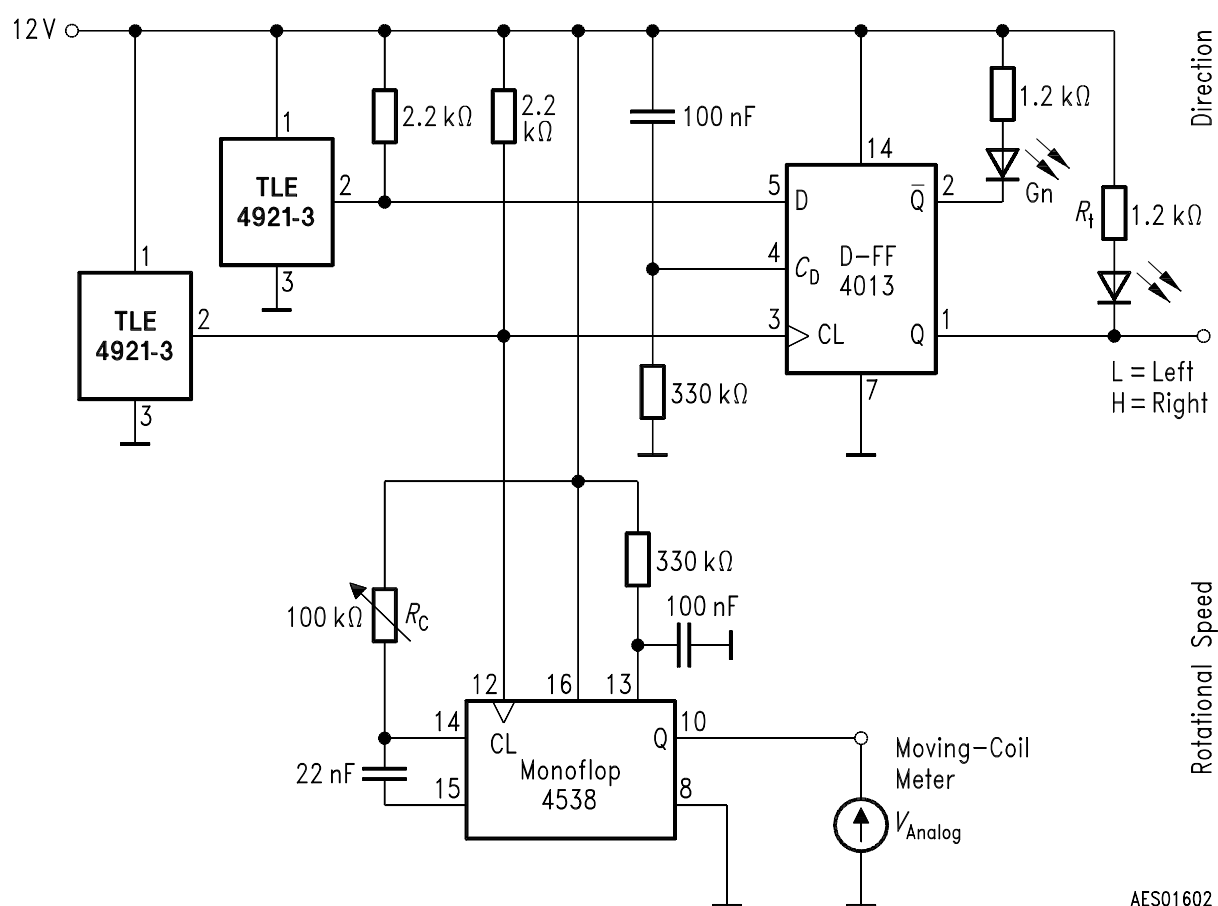 12 V
Direction
1.2 kΩ
2.2 kΩ
2.2
kΩ
100 nF
1
14
TLE
4921-3
2
5
D
Q̅
2
Gn
Rt
1.2 kΩ
4
CD
D-FF
4013
1
3
TLE
4921-3
2
3
CL
Q
1
3
330 kΩ
7
L = Left
H = Right
330 kΩ
100 kΩ
RC
100 nF
Rotational Speed
12
16
13
14
CL
Q
10
22 nF
15
Monoflop
4538
8
Moving-Coil
Meter
VAnalog
AES01602